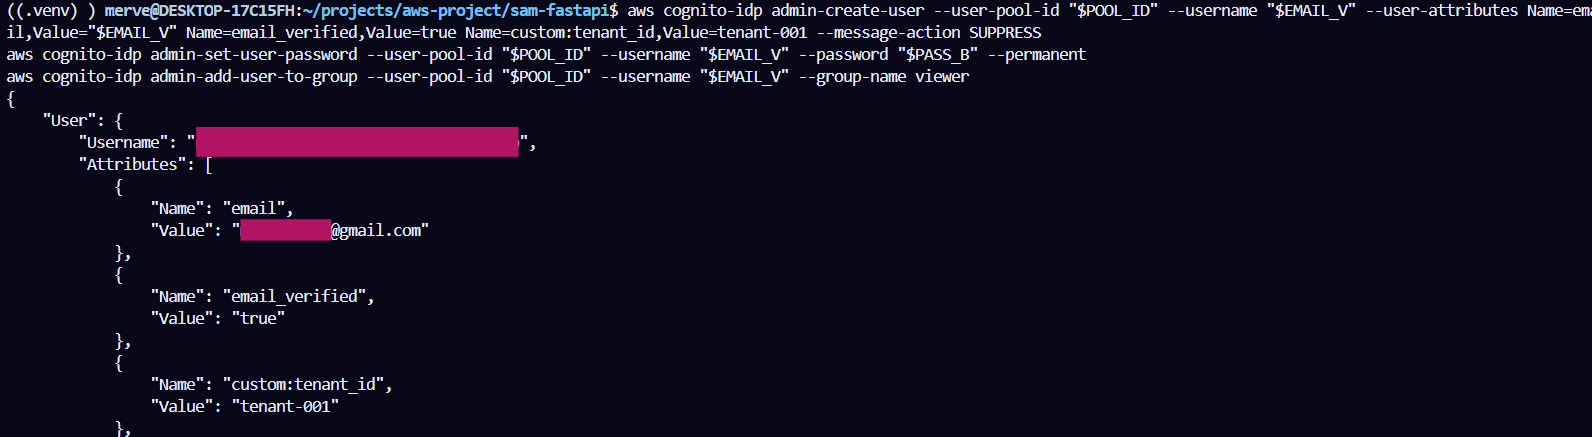 ((.venv) ) merve@DESKTOP-17C15FH:~/projects/aws-project/sam-fastapi$ aws cognito-idp admin-create-user --user-pool-id "$POOL_ID" --username "$EMAIL_V" --user-attributes Name=ema
il,Value="$EMAIL_V" Name=email_verified,Value=true Name=custom:tenant_id,Value=tenant-001 --message-action SUPPRESS
aws cognito-idp admin-set-user-password --user-pool-id "$POOL_ID" --username "$EMAIL_V" --password "$PASS_B" --permanent
aws cognito-idp admin-add-user-to-group --user-pool-id "$POOL_ID" --username "$EMAIL_V" --group-name viewer
{
    "User": {
        "Username": "",
        "Attributes": [
            {
                "Name": "email",
                "Value": "@gmail.com"
            },
            {
                "Name": "email_verified",
                "Value": "true"
            },
            {
                "Name": "custom:tenant_id",
                "Value": "tenant-001"
            },